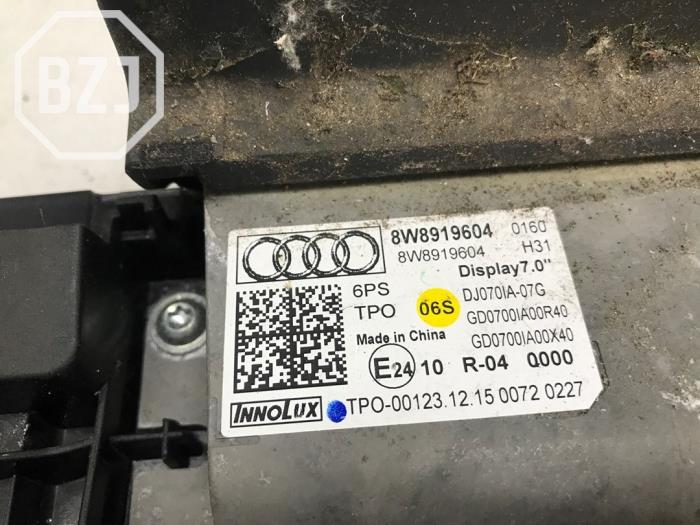 BZJ
8W8919604 0160
8W8919604 H31
Display7.0"
6PS DJ070IA-07G
TPO 06S GD0700IA00R40
Made in China GD0700IA00X40
E24 10 R-04 Q000
INNOLUX TPO-00123.12.15 0072 0227